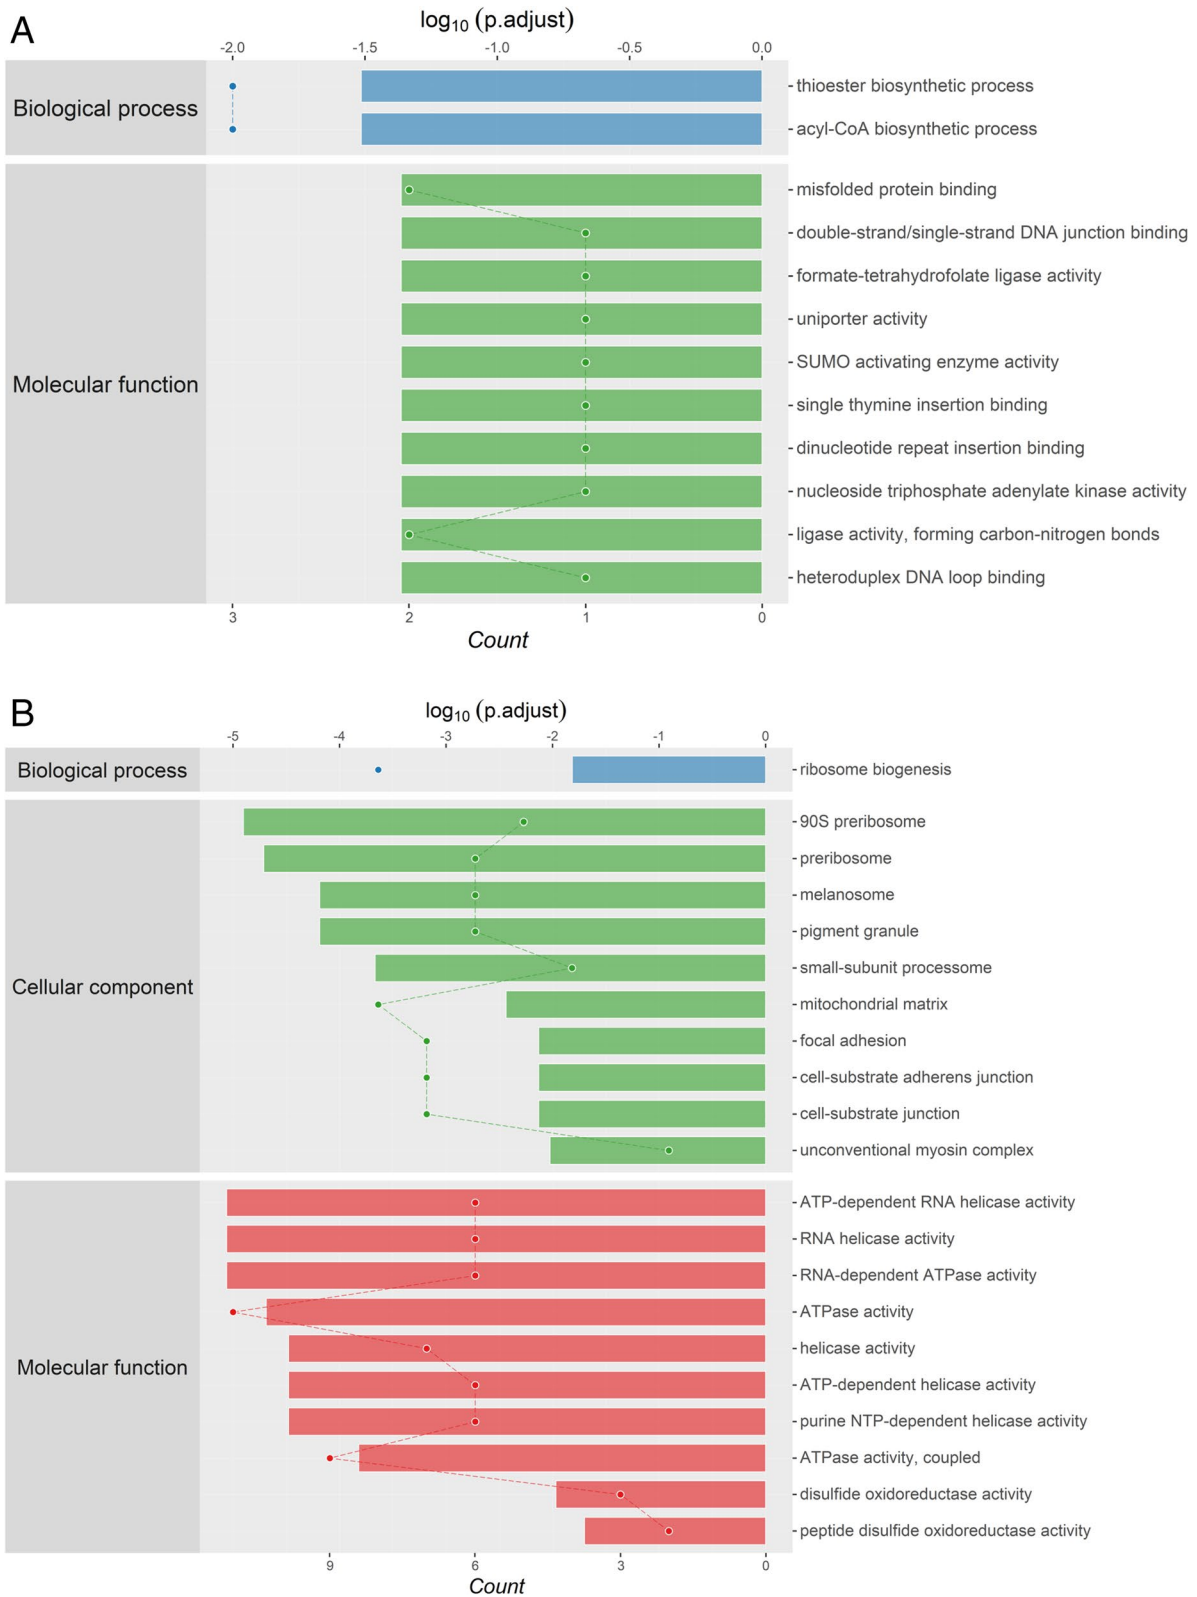 A
log10 (p.adjust)
-2.0 -1.5 -1.0 -0.5 0.0
Biological process
thioester biosynthetic process
acyl-CoA biosynthetic process
Molecular function
misfolded protein binding
double-strand/single-strand DNA junction binding
formate-tetrahydrofolate ligase activity
uniporter activity
SUMO activating enzyme activity
single thymine insertion binding
dinucleotide repeat insertion binding
nucleoside triphosphate adenylate kinase activity
ligase activity, forming carbon-nitrogen bonds
heteroduplex DNA loop binding
3 2 1 0
Count
B
log10 (p.adjust)
-5 -4 -3 -2 -1 0
Biological process
ribosome biogenesis
Cellular component
90S preribosome
preribosome
melanosome
pigment granule
small-subunit processome
mitochondrial matrix
focal adhesion
cell-substrate adherens junction
cell-substrate junction
unconventional myosin complex
Molecular function
ATP-dependent RNA helicase activity
RNA helicase activity
RNA-dependent ATPase activity
ATPase activity
helicase activity
ATP-dependent helicase activity
purine NTP-dependent helicase activity
ATPase activity, coupled
disulfide oxidoreductase activity
peptide disulfide oxidoreductase activity
9 6 3 0
Count